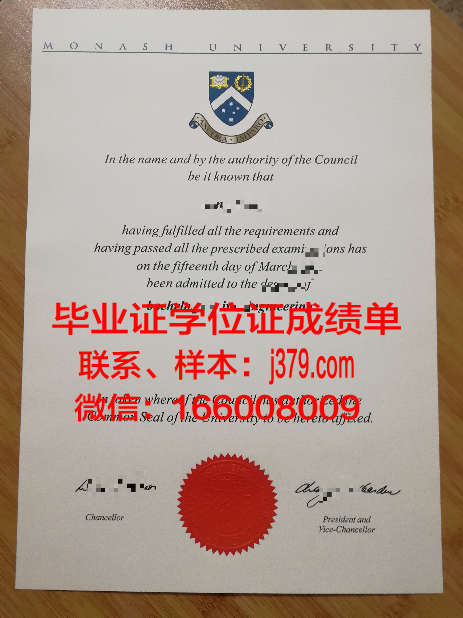 MONASH UNIVERSITY
ANCORA IMPARO
In the name and by the authority of the Council
be it known that
having fulfilled all the requirements and
having passed all the prescribed has
on the fifteenth day of March
been admitted to the
毕业证学位证成绩单
联系、样本：j379.com
微信：166008009
the
Common Seal of the University to be hereto affixed.
Chancellor
President and
Vice-Chancellor